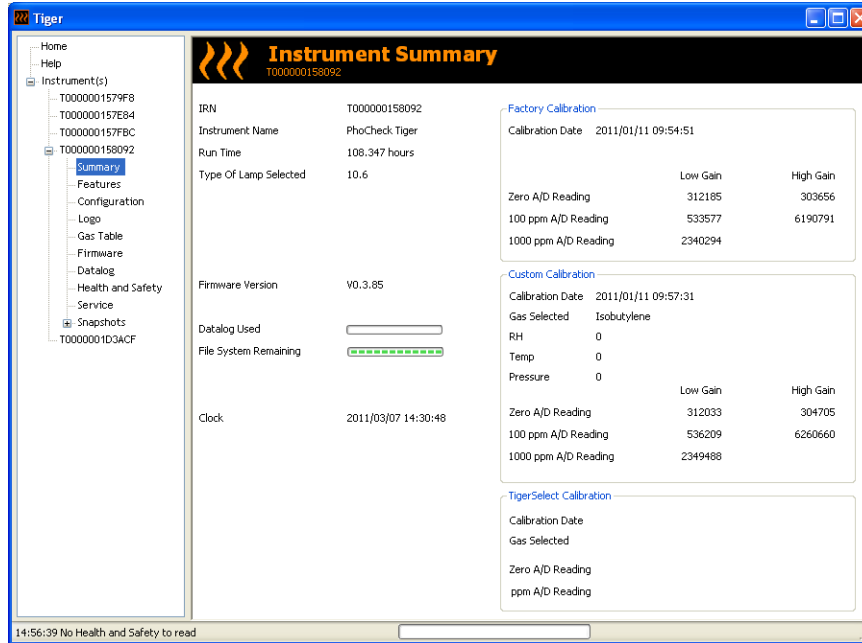 Tiger
Home
Help
Instrument(s)
T0000001579F8
T000000157E84
T000000157FBC
T000000158092
Summary
Features
Configuration
Logo
Gas Table
Firmware
Datalog
Health and Safety
Service
Snapshots
T0000001D3ACF
Instrument Summary
T000000158092
IRN T000000158092
Instrument Name PhoCheck Tiger
Run Time 108.347 hours
Type Of Lamp Selected 10.6
Firmware Version V0.3.85
Datalog Used
File System Remaining
Clock 2011/03/07 14:30:48
Factory Calibration
Calibration Date 2011/01/11 09:54:51
Low Gain High Gain
Zero A/D Reading 312185 303656
100 ppm A/D Reading 533577 6190791
1000 ppm A/D Reading 2340294
Custom Calibration
Calibration Date 2011/01/11 09:57:31
Gas Selected Isobutylene
RH 0
Temp 0
Pressure 0
Low Gain High Gain
Zero A/D Reading 312033 304705
100 ppm A/D Reading 536209 6260660
1000 ppm A/D Reading 2349488
TigerSelect Calibration
Calibration Date
Gas Selected
Zero A/D Reading
ppm A/D Reading
14:56:39 No Health and Safety to read